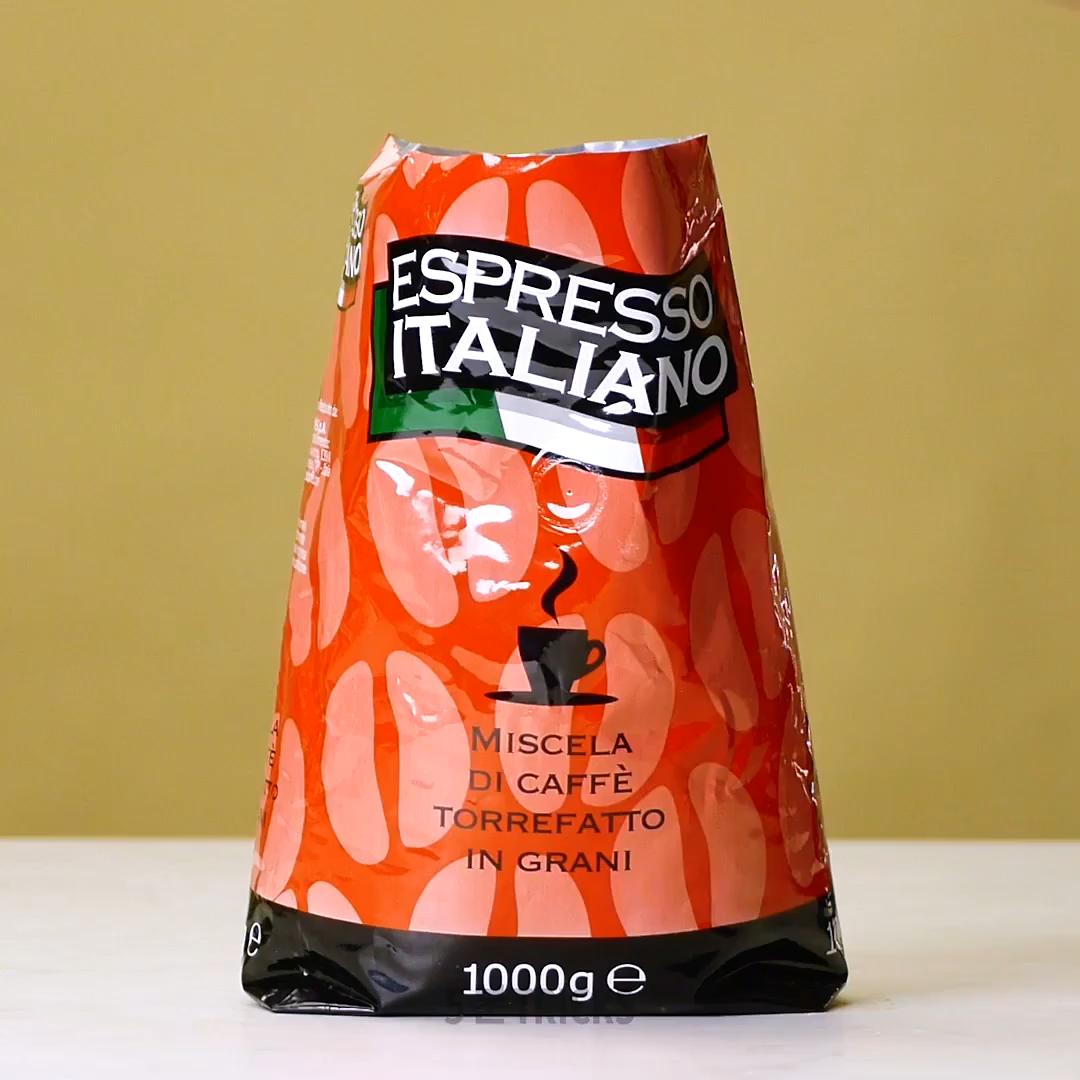 ESPRESSO
ITALIANO
MISCELA
DI CAFFÈ
TORREFATTO
IN GRANI
1000g ℮